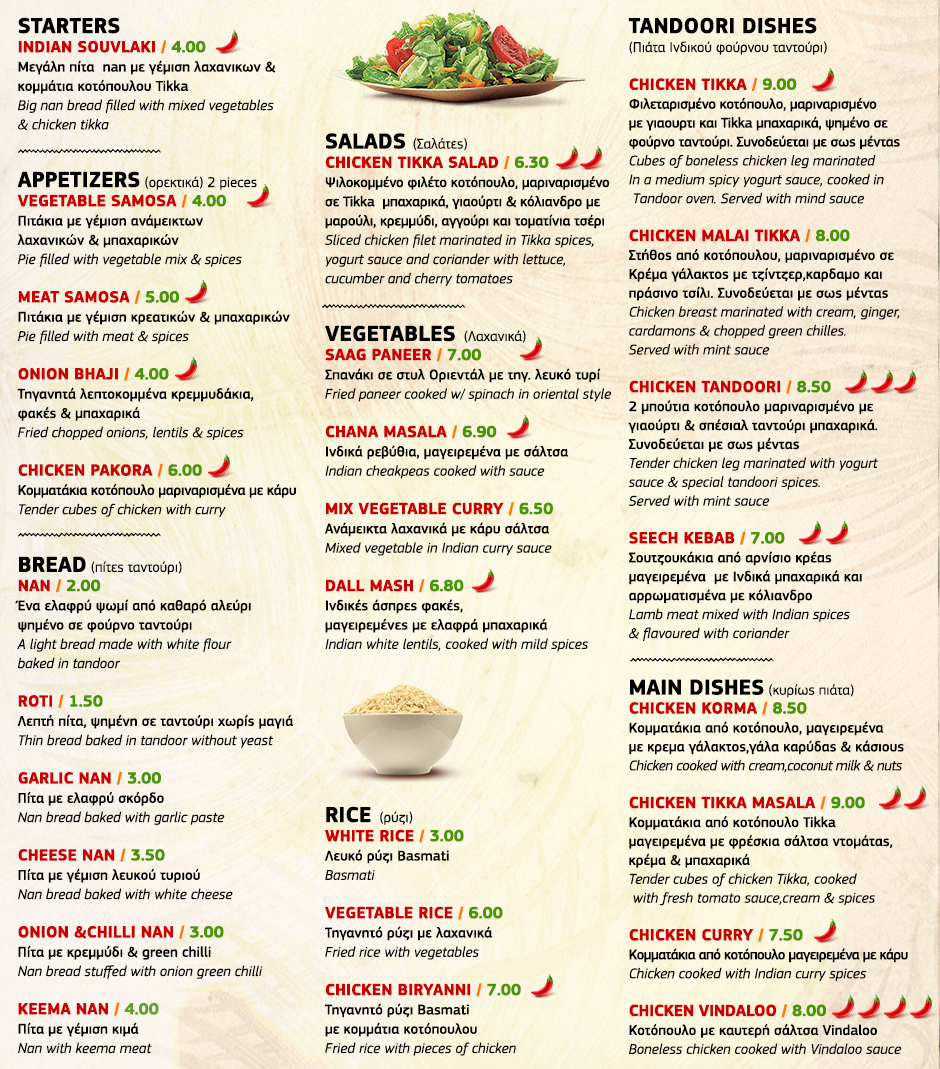 STARTERS
INDIAN SOUVLAKI / 4.00
Μεγάλη πίτα nan με γέμιση λαχανικων &
κομμάτια κοτόπουλου Tikka
Big nan bread filled with mixed vegetables
& chicken tikka
APPETIZERS (ορεκτικά) 2 pieces
VEGETABLE SAMOSA / 4.00
Πιτάκια με γέμιση ανάμεικτων
λαχανικών & μπαχαρικών
Pie filled with vegetable mix & spices
MEAT SAMOSA / 5.00
Πιτάκια με γέμιση κρεατικών & μπαχαρικών
Pie filled with meat & spices
ONION BHAJI / 4.00
Τηγανητά λεπτοκομμένα κρεμμυδάκια,
φακές & μπαχαρικά
Fried chopped onions, lentils & spices
CHICKEN PAKORA / 6.00
Κομματάκια κοτόπουλο μαριναρισμένα με κάρυ
Tender cubes of chicken with curry
BREAD (πίτες ταντούρι)
NAN / 2.00
Ένα ελαφρύ ψωμί από καθαρό αλεύρι
ψημένο σε φούρνο ταντούρι
A light bread made with white flour
baked in tandoor
ROTI / 1.50
Λεπτή πίτα, ψημένη σε ταντούρι χωρίς μαγιά
Thin bread baked in tandoor without yeast
GARLIC NAN / 3.00
Πίτα με ελαφρύ σκόρδο
Nan bread baked with garlic paste
CHEESE NAN / 3.50
Πίτα με γέμιση λευκού τυριού
Nan bread baked with white cheese
ONION &CHILLI NAN / 3.00
Πίτα με κρεμμύδι & green chilli
Nan bread stuffed with onion green chilli
KEEMA NAN / 4.00
Πίτα με γέμιση κιμά
Nan with keema meat
SALADS (Σαλάτες)
CHICKEN TIKKA SALAD / 6.30
Ψιλοκομμένο φιλέτο κοτόπουλο, μαριναρισμένο
σε Tikka μπαχαρικά, γιαούρτι & κόλιανδρο με
μαρούλι, κρεμμύδι, αγγούρι και τοματίνια τσέρι
Sliced chicken filet marinated in Tikka spices,
yogurt sauce and coriander with lettuce,
cucumber and cherry tomatoes
VEGETABLES (Λαχανικά)
SAAG PANEER / 7.00
Σπανάκι σε στυλ Οριεντάλ με τηγ. λευκό τυρί
Fried paneer cooked w/ spinach in oriental style
CHANA MASALA / 6.90
Ινδικά ρεβύθια, μαγειρεμένα με σάλτσα
Indian cheakpeas cooked with sauce
MIX VEGETABLE CURRY / 6.50
Ανάμεικτα λαχανικά με κάρυ σάλτσα
Mixed vegetable in Indian curry sauce
DALL MASH / 6.80
Ινδικές άσπρες φακές,
μαγειρεμένες με ελαφρά μπαχαρικά
Indian white lentils, cooked with mild spices
RICE (ρύζι)
WHITE RICE / 3.00
Λευκό ρύζι Basmati
Basmati
VEGETABLE RICE / 6.00
Τηγανητό ρύζι με λαχανικά
Fried rice with vegetables
CHICKEN BIRYANNI / 7.00
Τηγανητό ρύζι Basmati
με κομμάτια κοτόπουλου
Fried rice with pieces of chicken
TANDOORI DISHES
(Πιάτα Ινδικού φούρνου ταντούρι)
CHICKEN TIKKA / 9.00
Φιλεταρισμένο κοτόπουλο, μαριναρισμένο
με γιαουρτι και Tikka μπαχαρικά, ψημένο σε
φούρνο ταντούρι. Συνοδεύεται με σως μέντας
Cubes of boneless chicken leg marinated
In a medium spicy yogurt sauce, cooked in
Tandoor oven. Served with mind sauce
CHICKEN MALAI TIKKA / 8.00
Στήθος από κοτόπουλου, μαριναρισμένο σε
Κρέμα γάλακτος με τζίντζερ,καρδαμο και
πράσινο τσίλι. Συνοδεύεται με σως μέντας
Chicken breast marinated with cream, ginger,
cardamons & chopped green chilles.
Served with mint sauce
CHICKEN TANDOORI / 8.50
2 μπούτια κοτόπουλο μαριναρισμένο με
γιαούρτι & σπέσιαλ ταντούρι μπαχαρικά.
Συνοδεύεται με σως μέντας
Tender chicken leg marinated with yogurt
sauce & special tandoori spices.
Served with mint sauce
SEECH KEBAB / 7.00
Σουτζουκάκια από αρνίσιο κρέας
μαγειρεμένα με Ινδικά μπαχαρικά και
αρρωματισμένα με κόλιανδρο
Lamb meat mixed with Indian spices
& flavoured with coriander
MAIN DISHES (κυρίως πιάτα)
CHICKEN KORMA / 8.50
Κομματάκια από κοτόπουλο, μαγειρεμένα
με κρεμα γάλακτος,γάλα καρύδας & κάσιους
Chicken cooked with cream,coconut milk & nuts
CHICKEN TIKKA MASALA / 9.00
Κομματάκια από κοτόπουλο Tikka
μαγειρεμένα με φρέσκια σάλτσα ντομάτας,
κρέμα & μπαχαρικά
Tender cubes of chicken Tikka, cooked
with fresh tomato sauce,cream & spices
CHICKEN CURRY / 7.50
Κομματάκια από κοτόπουλο μαγειρεμένα με κάρυ
Chicken cooked with Indian curry spices
CHICKEN VINDALOO / 8.00
Κοτόπουλο με καυτερή σάλτσα Vindaloo
Boneless chicken cooked with Vindaloo sauce